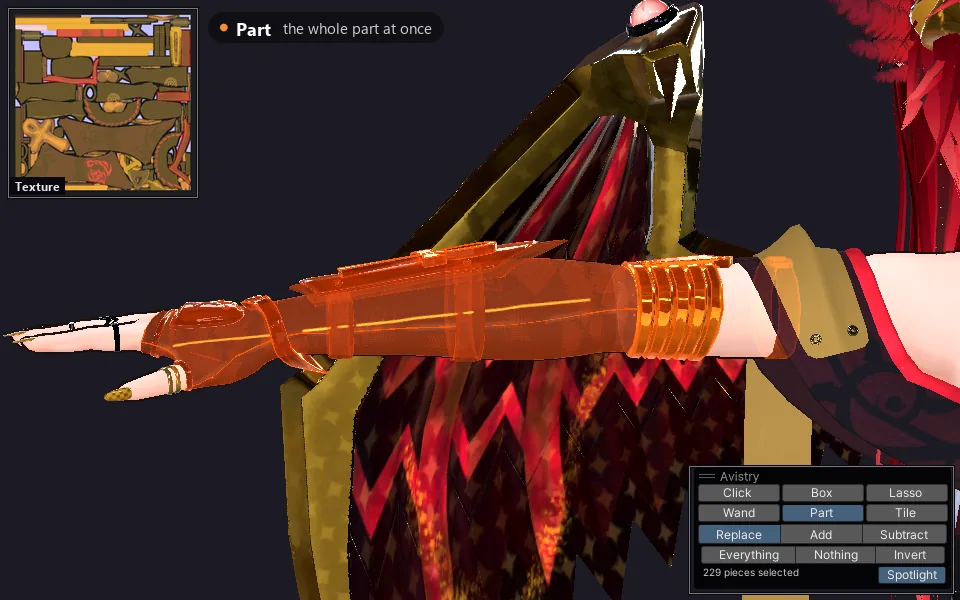 Part the whole part at once
Texture
Avistry
Click Box Lasso
Wand Part Tile
Replace Add Subtract
Everything Nothing Invert
229 pieces selected Spotlight